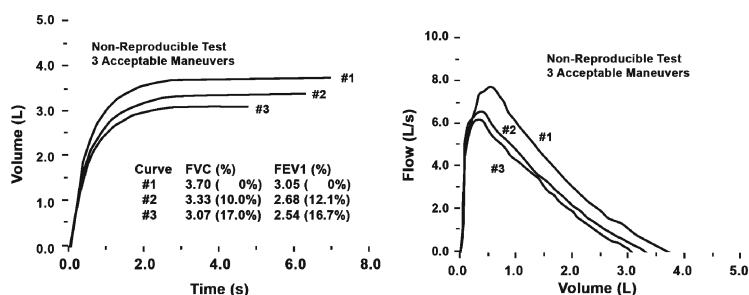 5.0
4.0
3.0
2.0
1.0
0.0
Volume (L)
Non-Reproducible Test
3 Acceptable Maneuvers
#1
#2
#3
Curve FVC (%) FEV1 (%)
#1 3.70 ( 0%) 3.05 ( 0%)
#2 3.33 (10.0%) 2.68 (12.1%)
#3 3.07 (17.0%) 2.54 (16.7%)
0.0 2.0 4.0 6.0 8.0
Time (s)
10.0
8.0
6.0
4.0
2.0
0.0
Flow (L/s)
Non-Reproducible Test
3 Acceptable Maneuvers
#1
#2
#3
0.0 1.0 2.0 3.0 4.0 5.0
Volume (L)